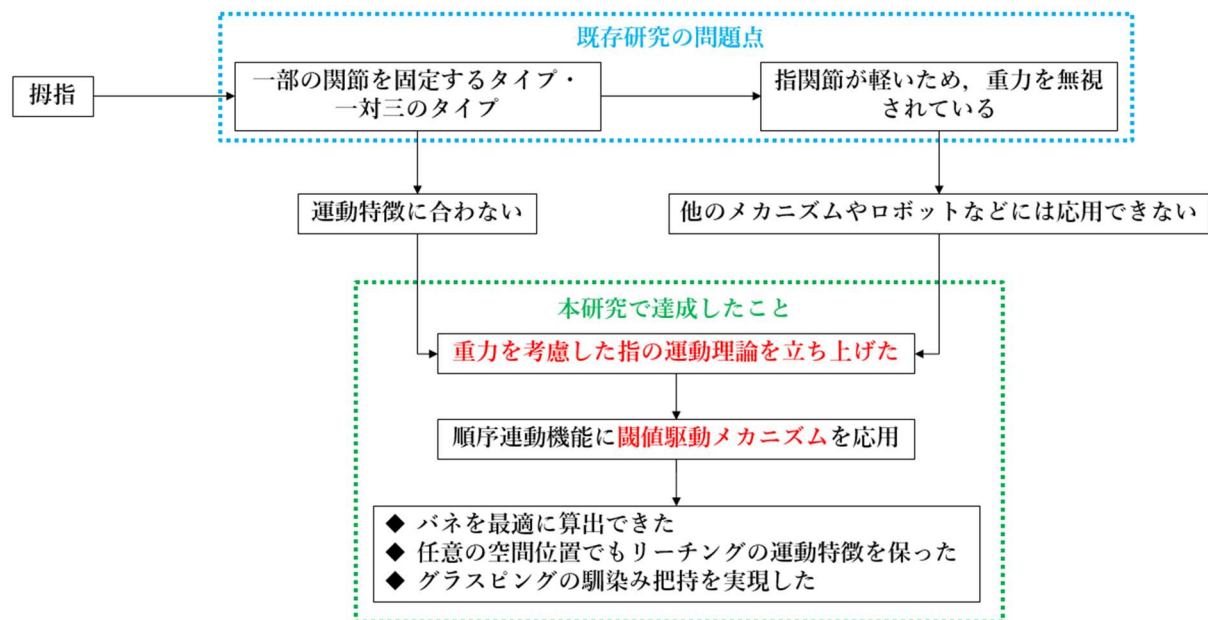 既存研究の問題点
拇指
一部の関節を固定するタイプ・
一対三のタイプ
指関節が軽いため，重力を無視
されている
運動特徴に合わない
他のメカニズムやロボットなどには応用できない
本研究で達成したこと
重力を考慮した指の運動理論を立ち上げた
順序連動機能に閾値駆動メカニズムを応用
◆ バネを最適に算出できた
◆ 任意の空間位置でもリーチングの運動特徴を保った
◆ グラスピングの馴染み把持を実現した